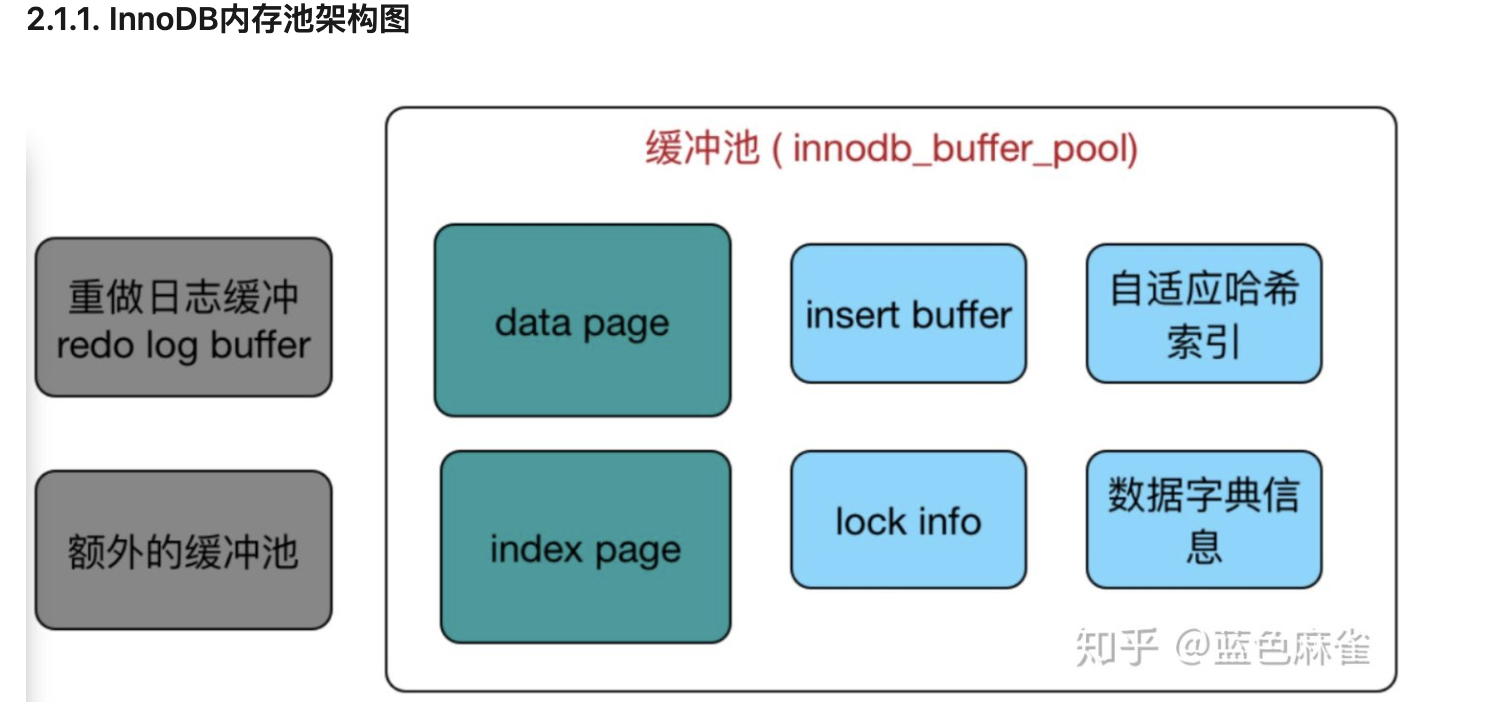 2.1.1. InnoDB内存池架构图
缓冲池 ( innodb_buffer_pool)
重做日志缓冲
redo log buffer
data page
insert buffer
自适应哈希
索引
额外的缓冲池
index page
lock info
数据字典信
息
知乎 @蓝色麻雀